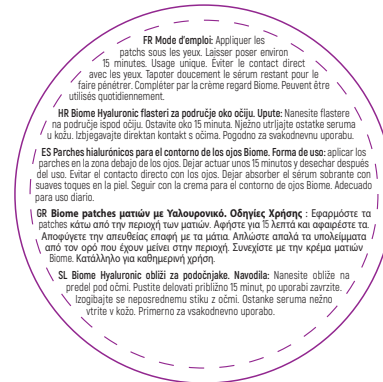 FR Mode d'emploi: Appliquer les
patchs sous les yeux. Laisser poser environ
15 minutes. Usage unique. Éviter le contact direct
avec les yeux. Tapoter doucement le sérum restant pour le
faire pénétrer. Compléter par la crème regard Biome. Peuvent être
utilisés quotidiennement.
HR Biome Hyaluronic flasteri za područje oko očiju. Upute: Nanesite flastere
na područje ispod očiju. Ostavite oko 15 minuta. Nježno utrljajte ostatke seruma
u kožu. Izbjegavajte direktan kontakt s očima. Pogodno za svakodnevnu uporabu.
ES Parches hialurónicos para el contorno de los ojos Biome. Forma de uso: aplicar los
parches en la zona debajo de los ojos. Dejar actuar unos 15 minutos y desechar después
del uso. Evitar el contacto directo con los ojos. Dejar absorber el sérum sobrante con
suaves toques en la piel. Seguir con la crema para el contorno de ojos Biome. Adecuado
para uso diario.
GR Biome patches ματιών με Υαλουρονικό. Οδηγίες Χρήσης : Εφαρμόστε τα
patches κάτω από την περιοχή των ματιών. Αφήστε για 15 λεπτά και αφαιρέστε τα.
Αποφύγετε την απευθείας επαφή με τα μάτια. Απλώστε απαλά τα υπολείμματα
από τον ορό που έχουν μείνει στην περιοχή. Συνεχίστε με την κρέμα ματιών
Biome. Κατάλληλο για καθημερινή χρήση.
SL Biome Hyaluronic obliži za podočnjake. Navodila: Nanesite obliže na
predel pod očmi. Pustite delovati približno 15 minut, po uporabi zavrzite.
Izogibajte se neposrednemu stiku z očmi. Ostanke seruma nežno
vtrite v kožo. Primerno za vsakodnevno uporabo.